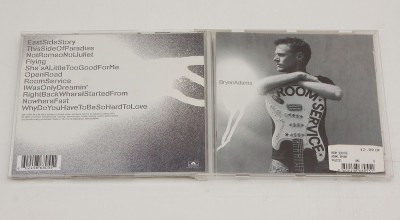 EastSideStory
ThisSideOfParadise
NotRomeoNotJuliet
Flying
She'sALittleTooGoodForMe
OpenRoad
RoomService
IWasOnlyDreamin'
RightBackWhereIStartedFrom
NowhereFast
WhyDoYouHaveToBeSoHardToLove
BryanAdams
ROOM SERVICE